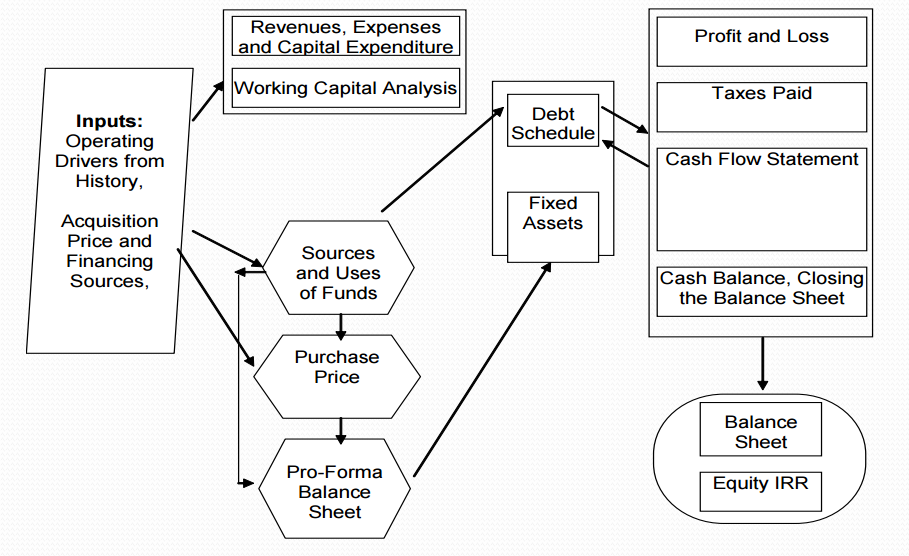 Revenues, Expenses
and Capital Expenditure
Working Capital Analysis
Inputs:
Operating
Drivers from
History,
Acquisition
Price and
Financing
Sources,
Sources
and Uses
of Funds
Purchase
Price
Pro-Forma
Balance
Sheet
Debt
Schedule
Fixed
Assets
Profit and Loss
Taxes Paid
Cash Flow Statement
Cash Balance, Closing
the Balance Sheet
Balance
Sheet
Equity IRR